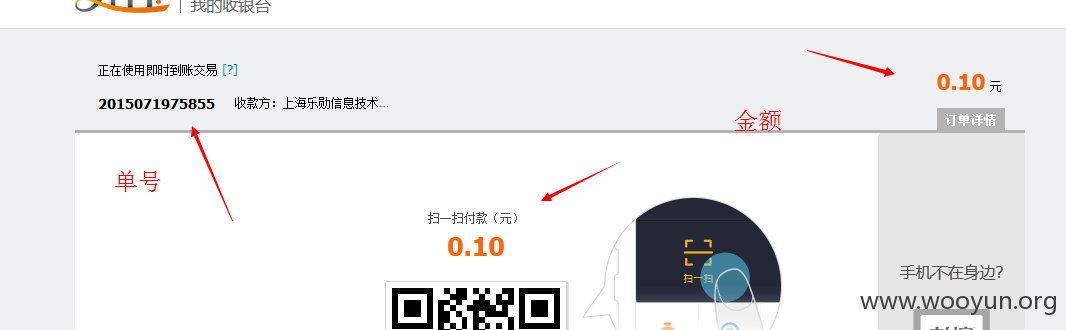 我的收银台
正在使用即时到账交易 [?]
0.10 元
2015071975855 收款方：上海乐勋信息技术...
金额
订单详情
单号
扫一扫付款（元）
0.10
扫一扫
手机不在身边?
www.wooyun.org